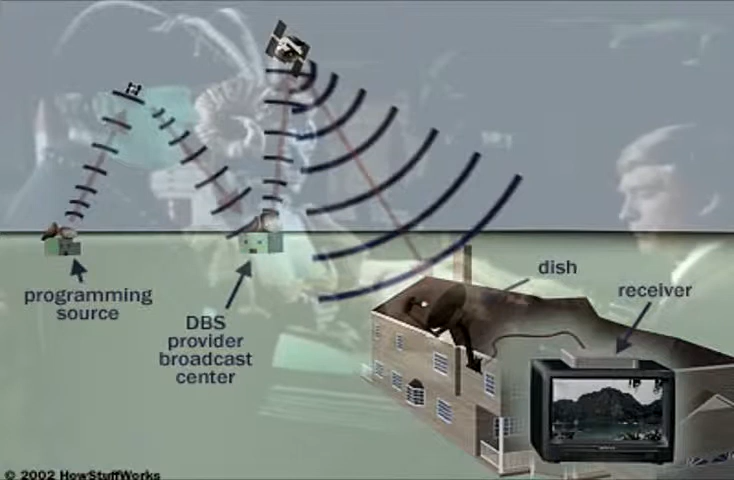 programming
source
DBS
provider
broadcast
center
dish
receiver
© 2002 HowStuffWorks